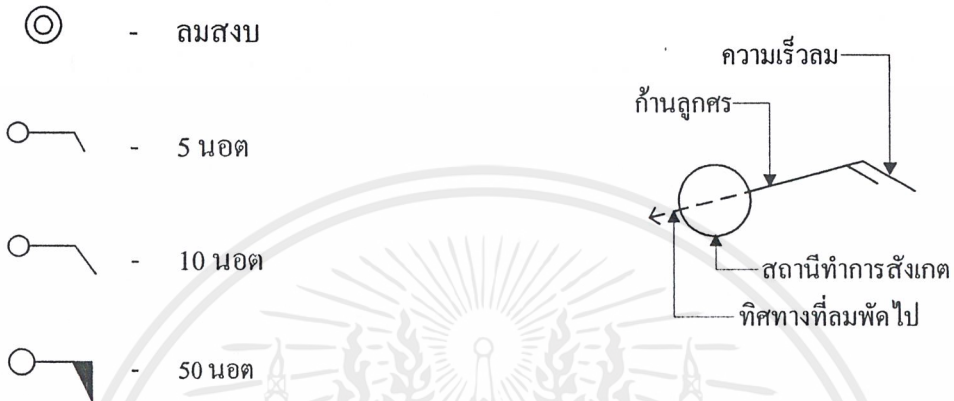 - ลมสงบ
ความเร็วลม
ก้านลูกศร
- 5 นอต
- 10 นอต
สถานีทำการสังเกต
ทิศทางที่ลมพัดไป
- 50 นอต